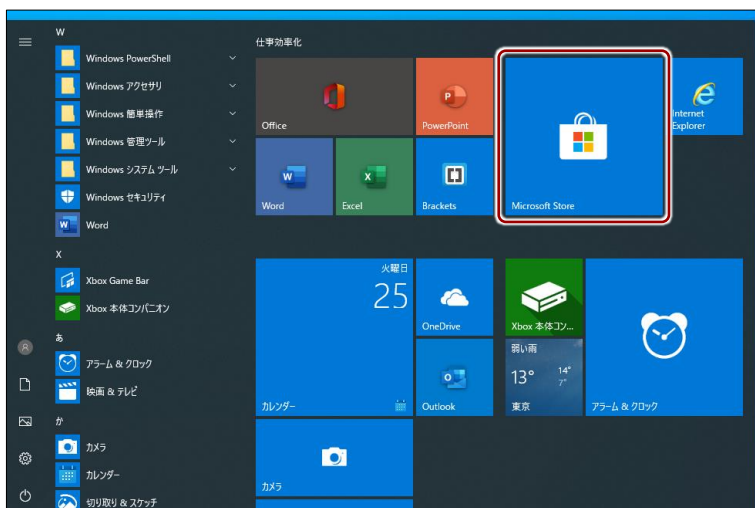 W
Windows PowerShell
Windows アクセサリ
Windows 簡単操作
Windows 管理ツール
Windows システム ツール
Windows セキュリティ
Word
X
Xbox Game Bar
Xbox 本体コンパニオン
あ
アラーム & クロック
映画 & テレビ
か
カメラ
カレンダー
切り取り & スケッチ
仕事効率化
Office
PowerPoint
Microsoft Store
Internet
Explorer
Word
Excel
Brackets
火曜日
25
カレンダー
OneDrive
Outlook
Xbox 本体コン...
弱い雨
13°
14°
7°
東京
アラーム & クロック
カメラ